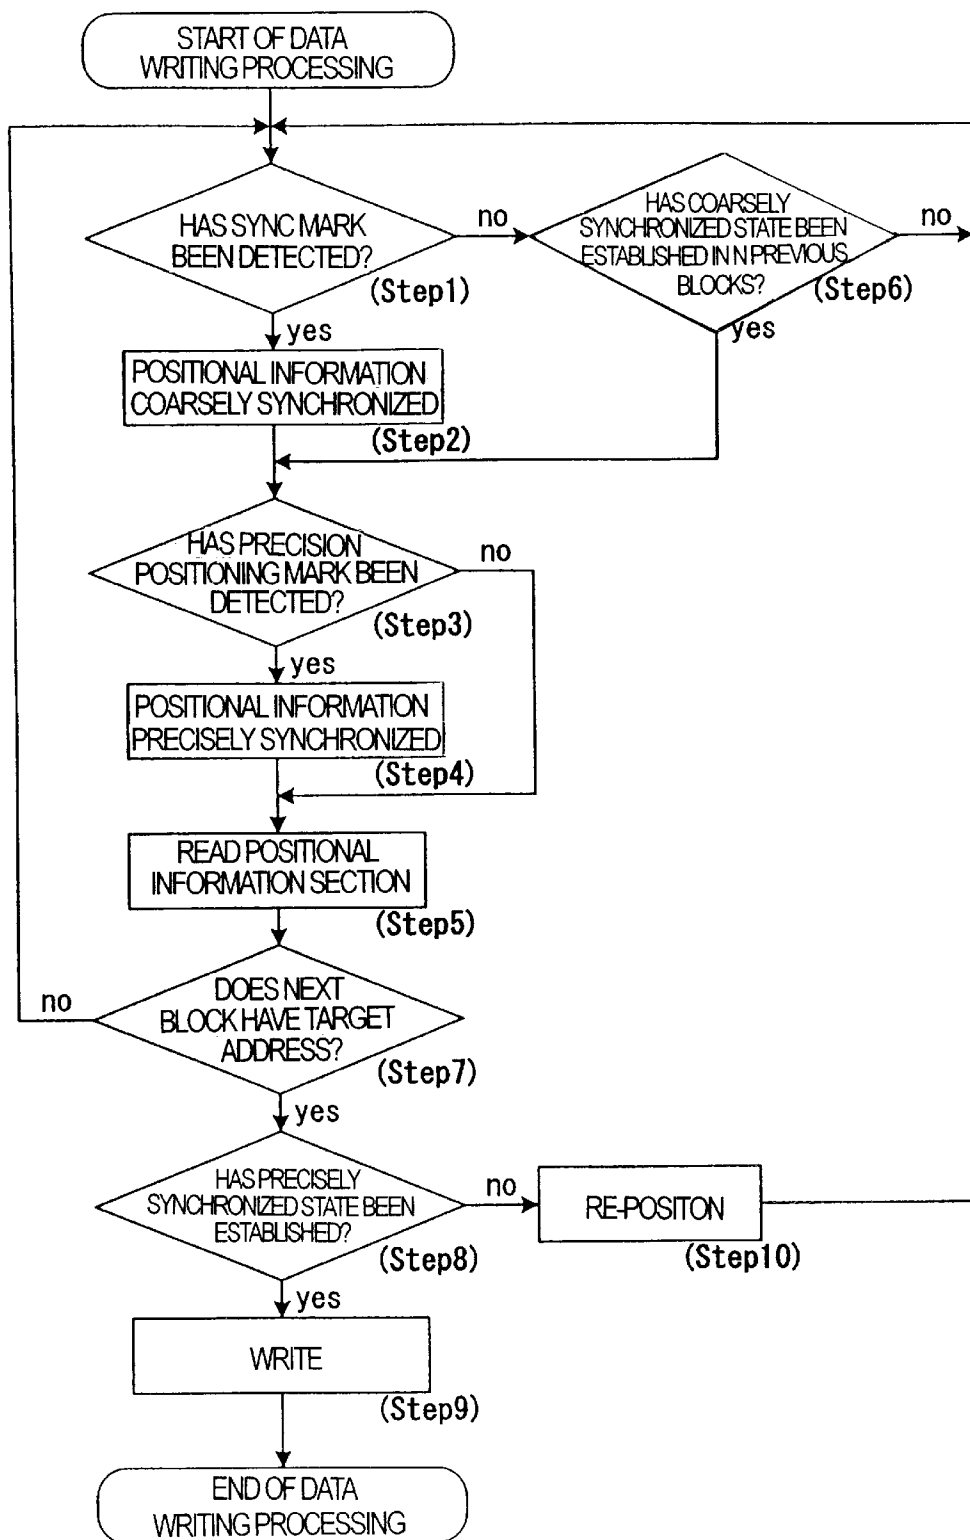 START OF DATA
WRITING PROCESSING
HAS SYNC MARK
BEEN DETECTED?
(Step1)
no
HAS COARSELY
SYNCHRONIZED STATE BEEN
ESTABLISHED IN N PREVIOUS
BLOCKS?
(Step6)
no
yes
yes
POSITIONAL INFORMATION
COARSELY SYNCHRONIZED
(Step2)
HAS PRECISION
POSITIONING MARK BEEN
DETECTED?
(Step3)
no
yes
POSITIONAL INFORMATION
PRECISELY SYNCHRONIZED
(Step4)
READ POSITIONAL
INFORMATION SECTION
(Step5)
DOES NEXT
BLOCK HAVE TARGET
ADDRESS?
(Step7)
no
yes
HAS PRECISELY
SYNCHRONIZED STATE BEEN
ESTABLISHED?
(Step8)
no
RE-POSITON
(Step10)
yes
WRITE
(Step9)
END OF DATA
WRITING PROCESSING